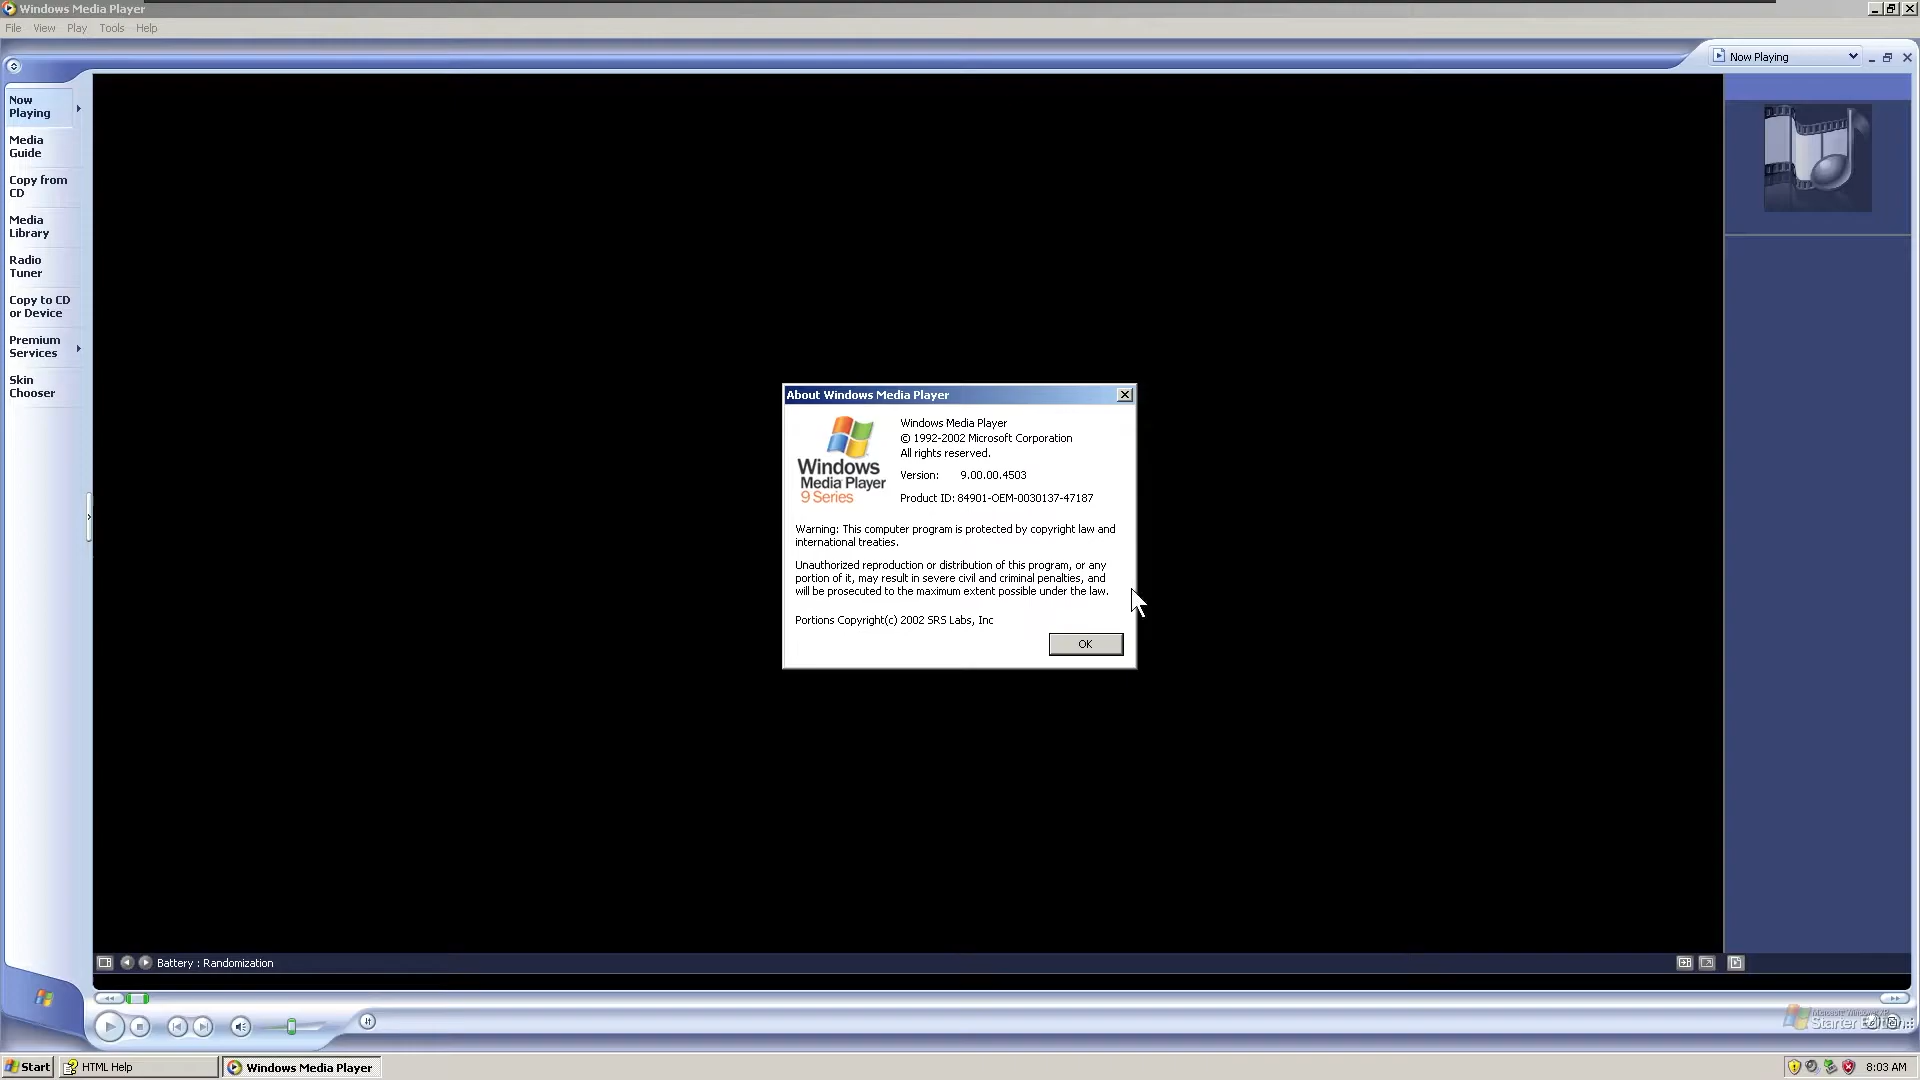 Windows Media Player
File View Play Tools Help
Now Playing
Now
Playing
Media
Guide
Copy from
CD
Media
Library
Radio
Tuner
Copy to CD
or Device
Premium
Services
Skin
Chooser
About Windows Media Player
Windows
Media Player
9 Series
Windows Media Player
© 1992-2002 Microsoft Corporation
All rights reserved.
Version: 9.00.00.4503
Product ID: 84901-OEM-0030137-47187
Warning: This computer program is protected by copyright law and
international treaties.
Unauthorized reproduction or distribution of this program, or any
portion of it, may result in severe civil and criminal penalties, and
will be prosecuted to the maximum extent possible under the law.
Portions Copyright(c) 2002 SRS Labs, Inc
OK
Battery : Randomization
Microsoft Windows XP
Starter Edition
Start HTML Help Windows Media Player 8:03 AM